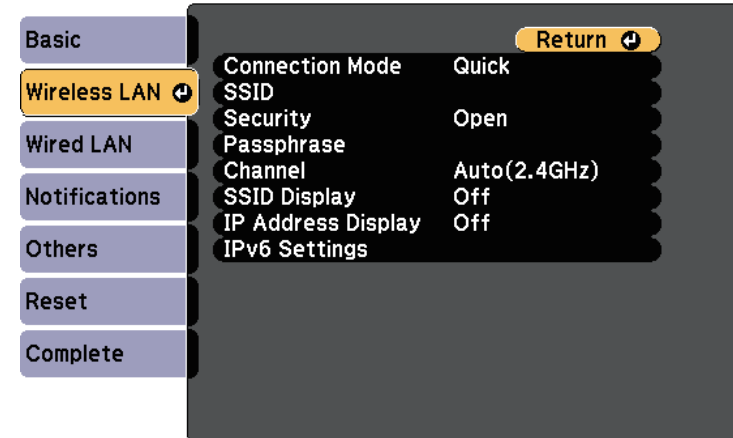 Basic
Wireless LAN
Wired LAN
Notifications
Others
Reset
Complete
Return
Connection Mode Quick
SSID
Security Open
Passphrase
Channel Auto(2.4GHz)
SSID Display Off
IP Address Display Off
IPv6 Settings